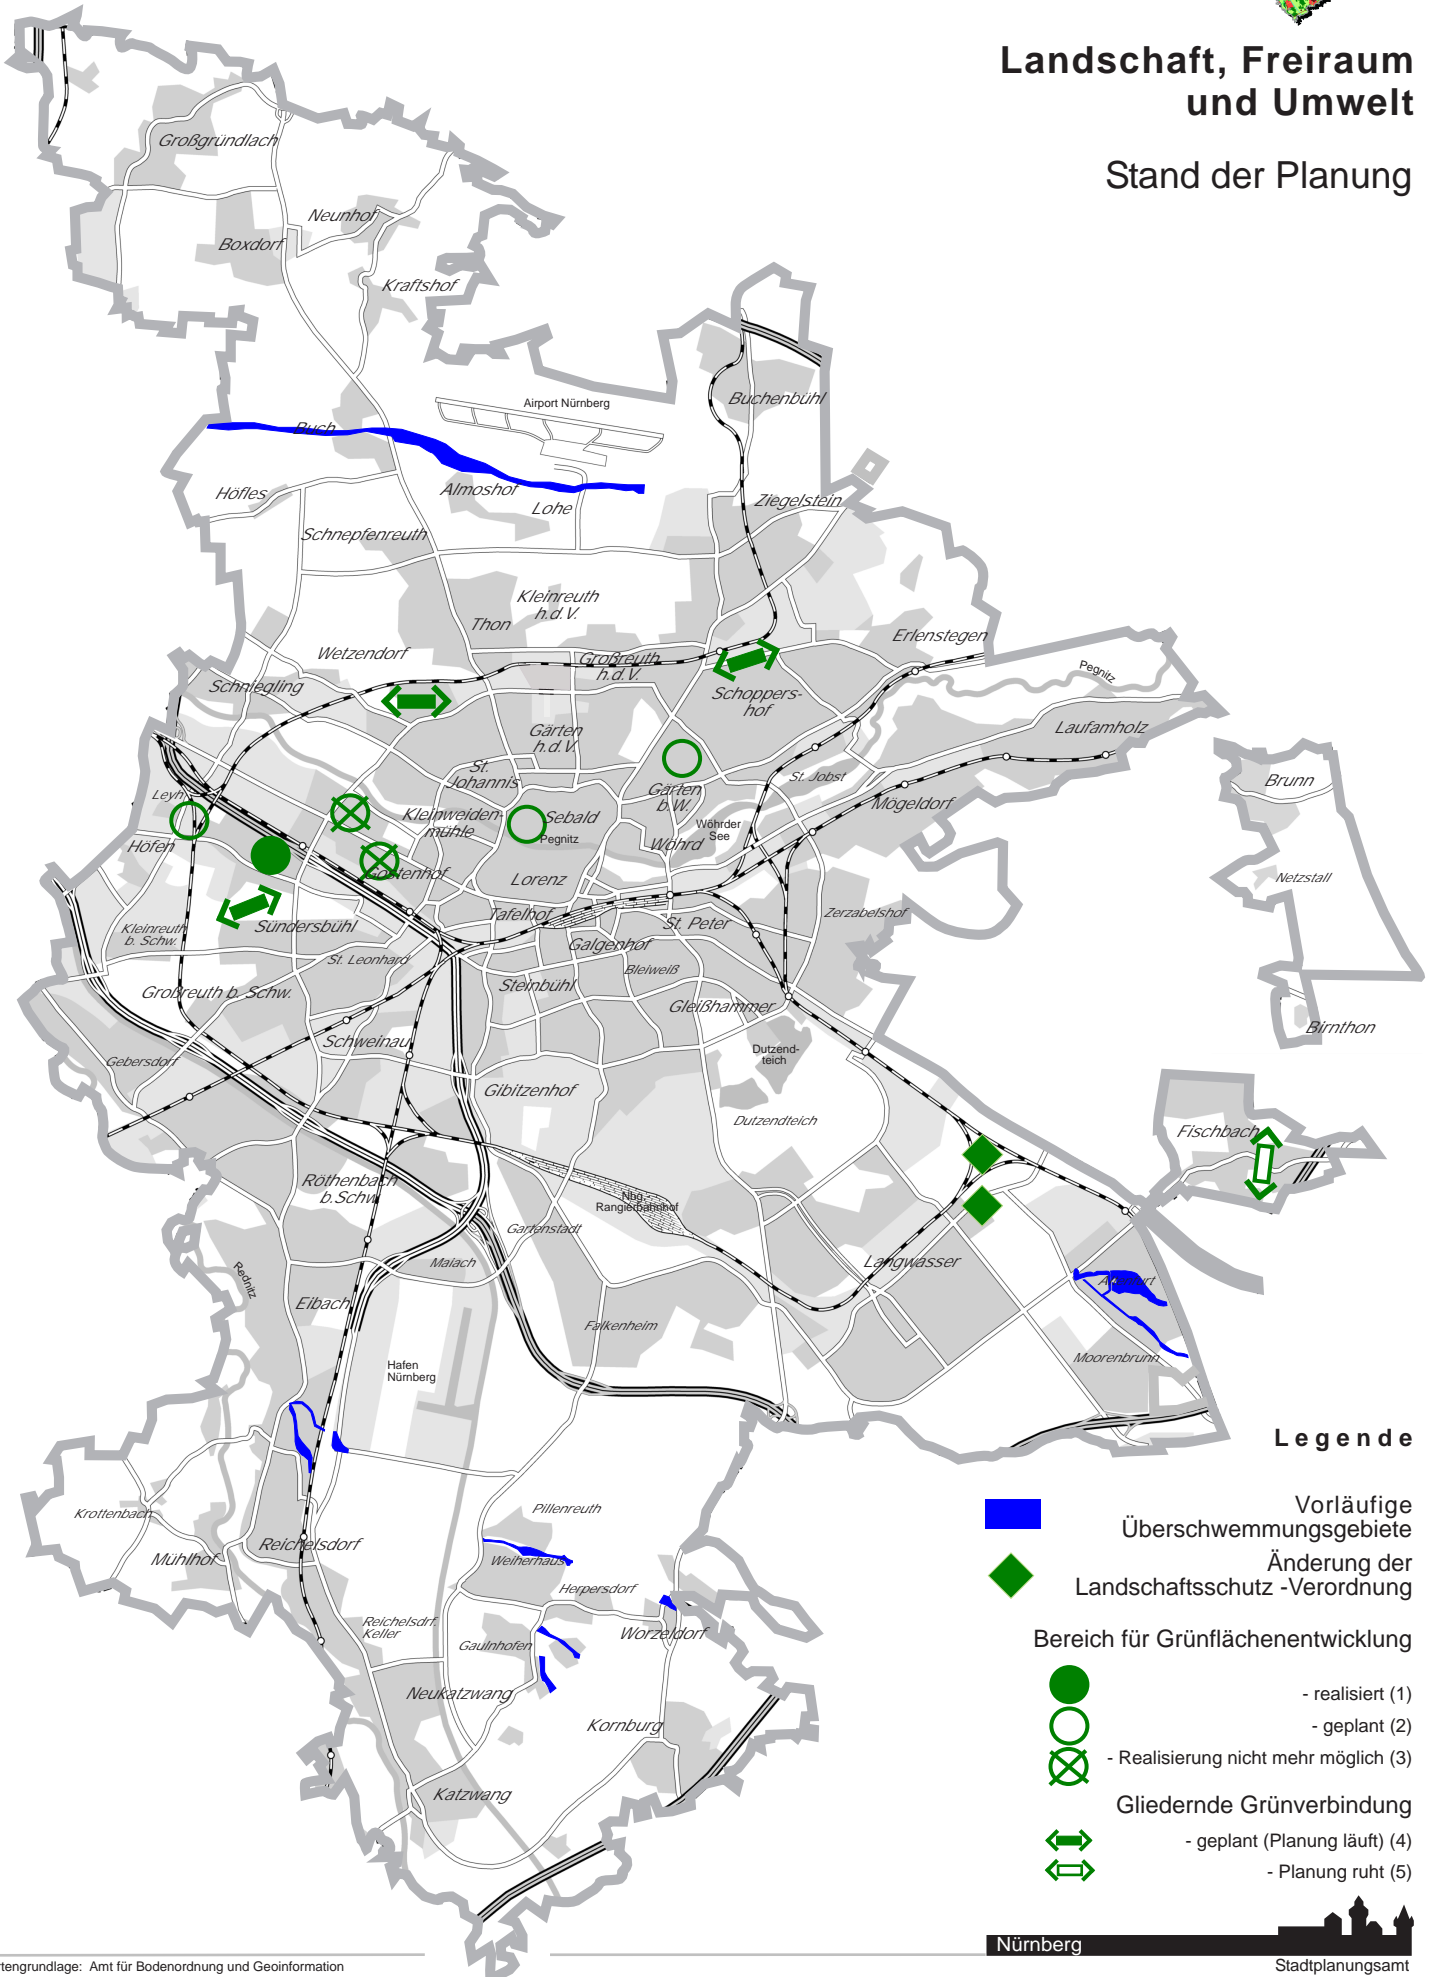 Landschaft, Freiraum
und Umwelt
Stand der Planung
Großgründlach
Neunhof
Boxdorf
Kraftshof
Airport Nürnberg
Buchenbühl
Buch
Höfles
Almoshof
Lohe
Ziegelstein
Schnepfenreuth
Kleinreuth
h.d.V.
Thon
Wetzendorf
Großreuth
h.d.V.
Erlenstegen
Pegnitz
Schniegling
Schoppers-
hof
Laufamholz
Gärten
h.d.V.
St.
Johannis
St. Jobst
Brunn
Leyh
Gärten
b.W.
Mögeldorf
Kleinweiden-
mühle
Sebald
Pegnitz
Wöhrder
See
Höfen
Wöhrd
Gostenhof
Lorenz
Netzstall
Tafelhof
St. Peter
Zerzabelshof
Kleinreuth
b. Schw.
Sündersbühl
Galgenhof
St. Leonhard
Bleiweiß
Großreuth b. Schw.
Steinbühl
Gleißhammer
Birnthon
Schweinau
Dutzend-
teich
Gebersdorf
Gibitzenhof
Dutzendteich
Fischbach
Röthenbach
b.Schw.
Nbg.-
Rangierbahnhof
Gartenstadt
Maiach
Langwasser
Rednitz
Altenfurt
Eibach
Falkenheim
Moorenbrunn
Hafen
Nürnberg
Krottenbach
Pillenreuth
Mühlhof
Reichelsdorf
Weiherhaus
Herpersdorf
Reichelsdrf.
Keller
Gaulnhofen
Worzeldorf
Neukatzwang
Kornburg
Katzwang
Legende
Vorläufige
Überschwemmungsgebiete
Änderung der
Landschaftsschutz -Verordnung
Bereich für Grünflächenentwicklung
- realisiert (1)
- geplant (2)
- Realisierung nicht mehr möglich (3)
Gliedernde Grünverbindung
- geplant (Planung läuft) (4)
- Planung ruht (5)
Nürnberg
Stadtplanungsamt
tengrundlage: Amt für Bodenordnung und Geoinformation